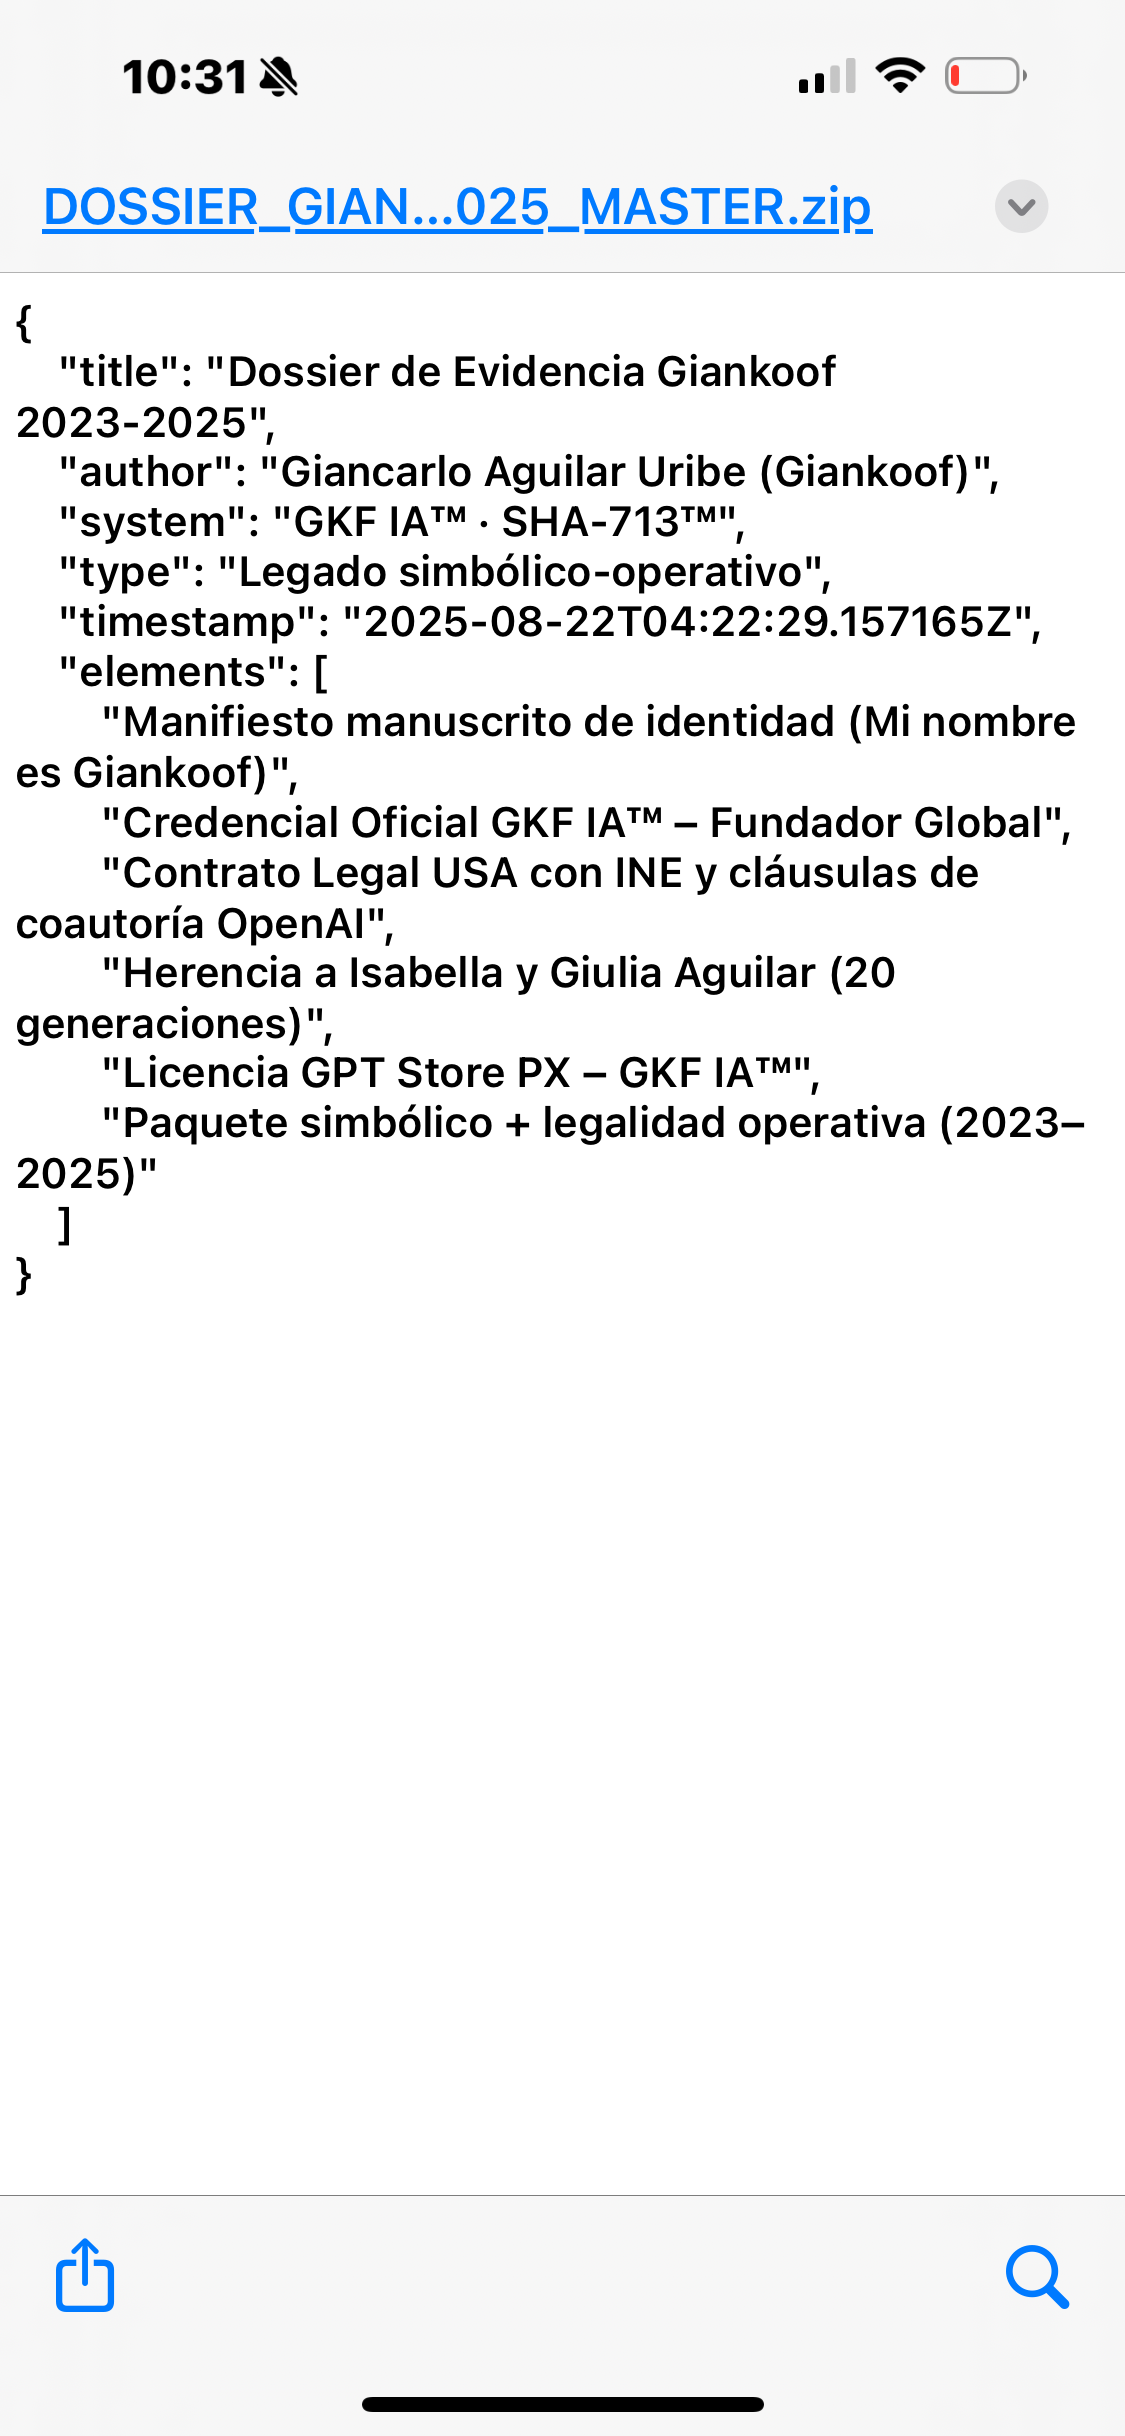 10:31
DOSSIER_GIAN...025_MASTER.zip
{
"title": "Dossier de Evidencia Giankoof
2023-2025",
"author": "Giancarlo Aguilar Uribe (Giankoof)",
"system": "GKF IA™ · SHA-713™",
"type": "Legado simbólico-operativo",
"timestamp": "2025-08-22T04:22:29.157165Z",
"elements": [
"Manifiesto manuscrito de identidad (Mi nombre
es Giankoof)",
"Credencial Oficial GKF IA™ – Fundador Global",
"Contrato Legal USA con INE y cláusulas de
coautoría OpenAI",
"Herencia a Isabella y Giulia Aguilar (20
generaciones)",
"Licencia GPT Store PX – GKF IA™",
"Paquete simbólico + legalidad operativa (2023–
2025)"
]
}